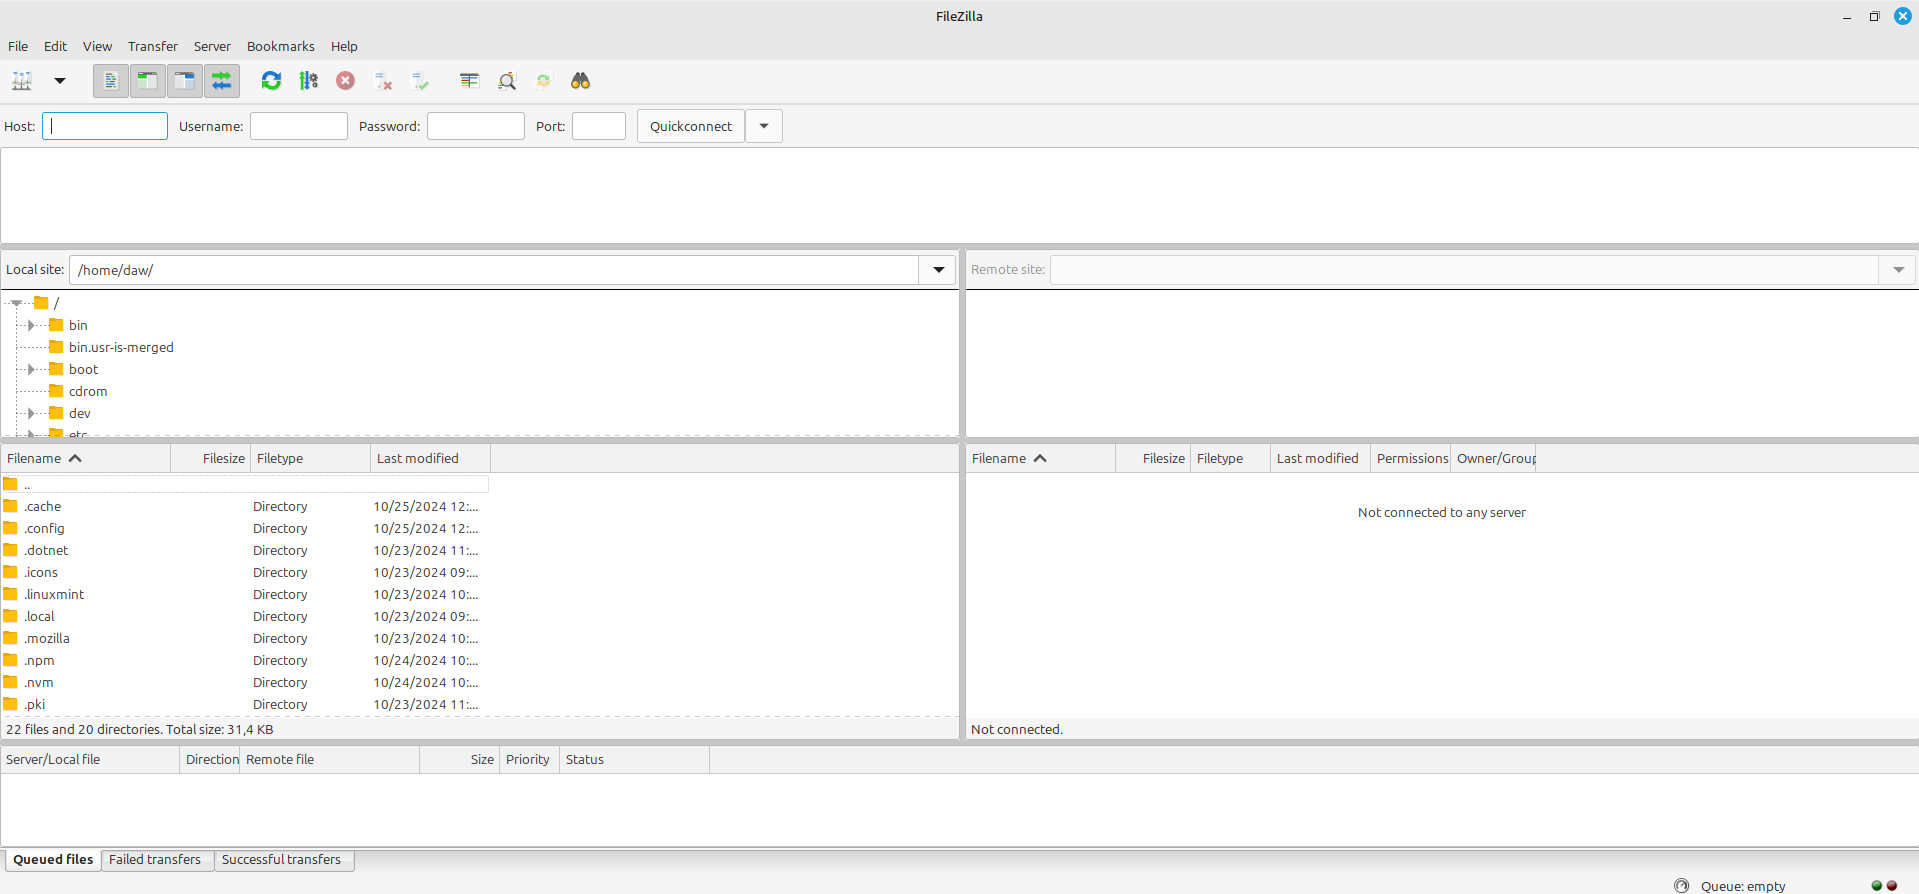 FileZilla
File Edit View Transfer Server Bookmarks Help
Host: Username: Password: Port: Quickconnect
Local site: /home/daw/
Remote site:
/
bin
bin.usr-is-merged
boot
cdrom
dev
etc
Filename Filesize Filetype Last modified
..
.cache Directory 10/25/2024 12:...
.config Directory 10/25/2024 12:...
.dotnet Directory 10/23/2024 11:...
.icons Directory 10/23/2024 09:...
.linuxmint Directory 10/23/2024 10:...
.local Directory 10/23/2024 09:...
.mozilla Directory 10/23/2024 10:...
.npm Directory 10/24/2024 10:...
.nvm Directory 10/24/2024 10:...
.pki Directory 10/23/2024 11:...
22 files and 20 directories. Total size: 31,4 KB
Filename Filesize Filetype Last modified Permissions Owner/Group
Not connected to any server
Not connected.
Server/Local file Direction Remote file Size Priority Status
Queued files Failed transfers Successful transfers
Queue: empty